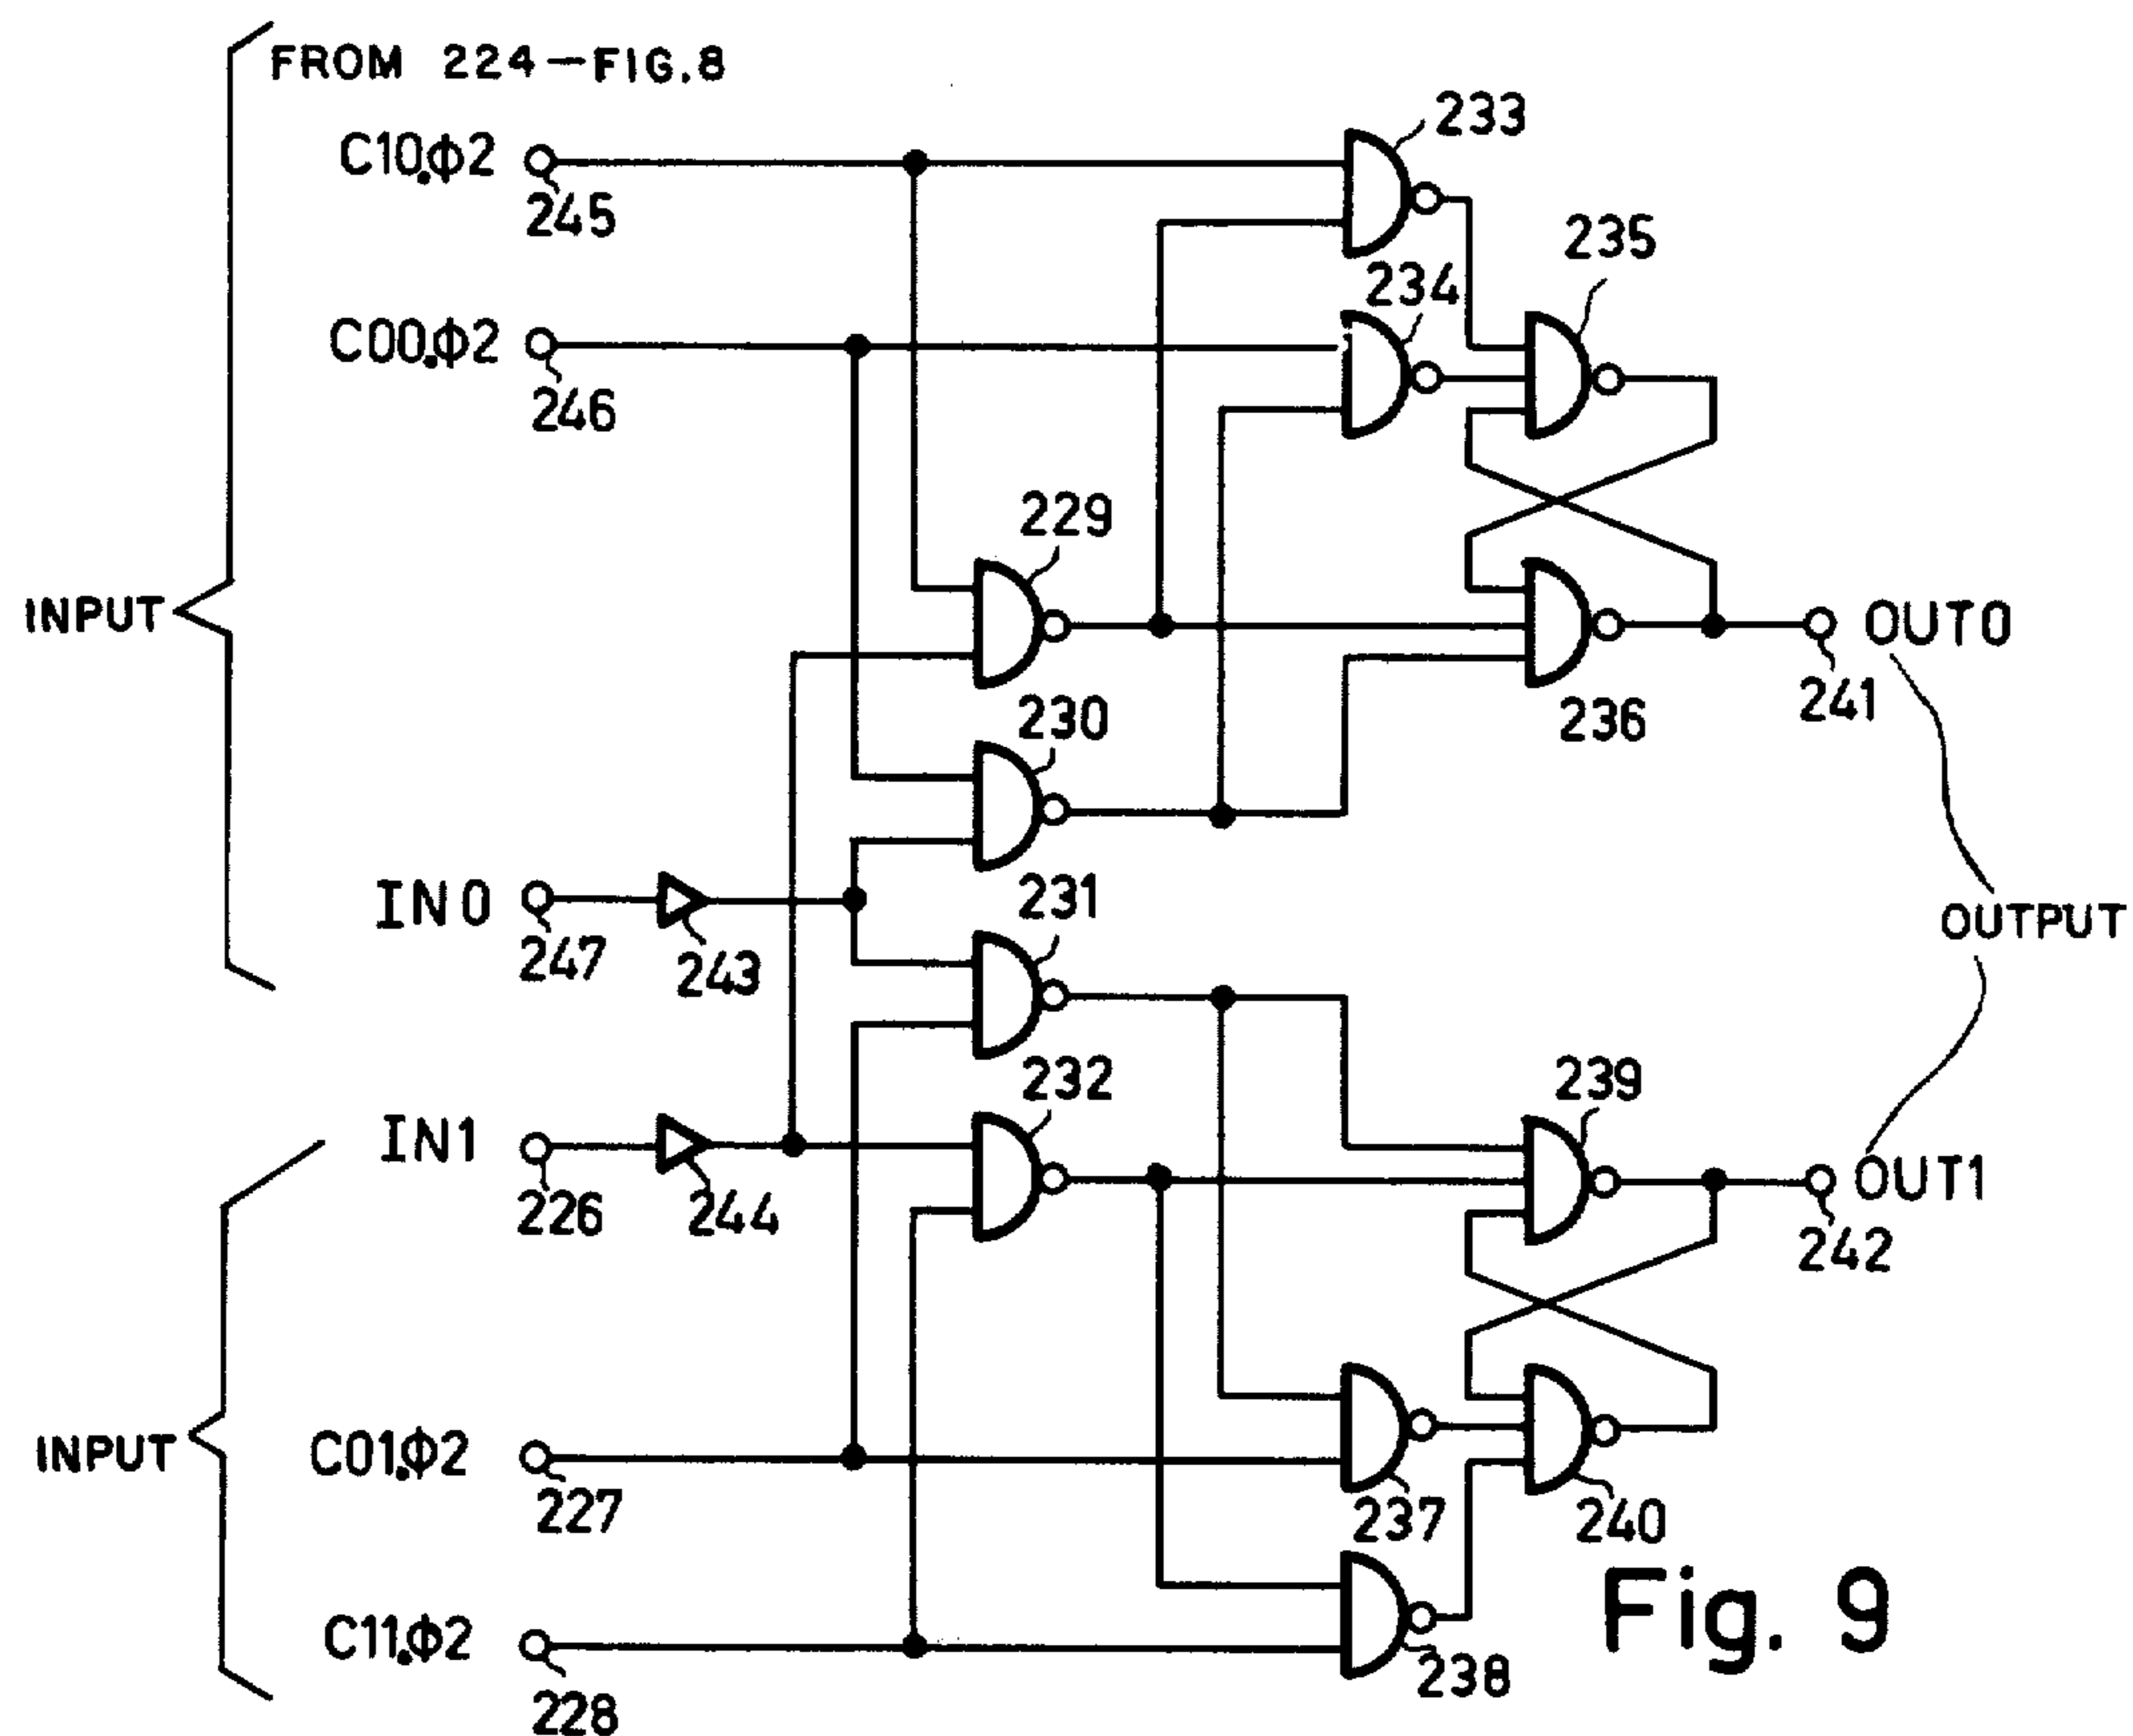 FROM 224—FIG.8
233
C10.Φ2
245
235
234
C00.Φ2
246
229
INPUT
OUT0
241
236
230
231
IN0
247
243
OUTPUT
232
239
IN1
226
244
OUT1
242
INPUT
C01.Φ2
227
237
240
Fig. 9
C11.Φ2
228
238